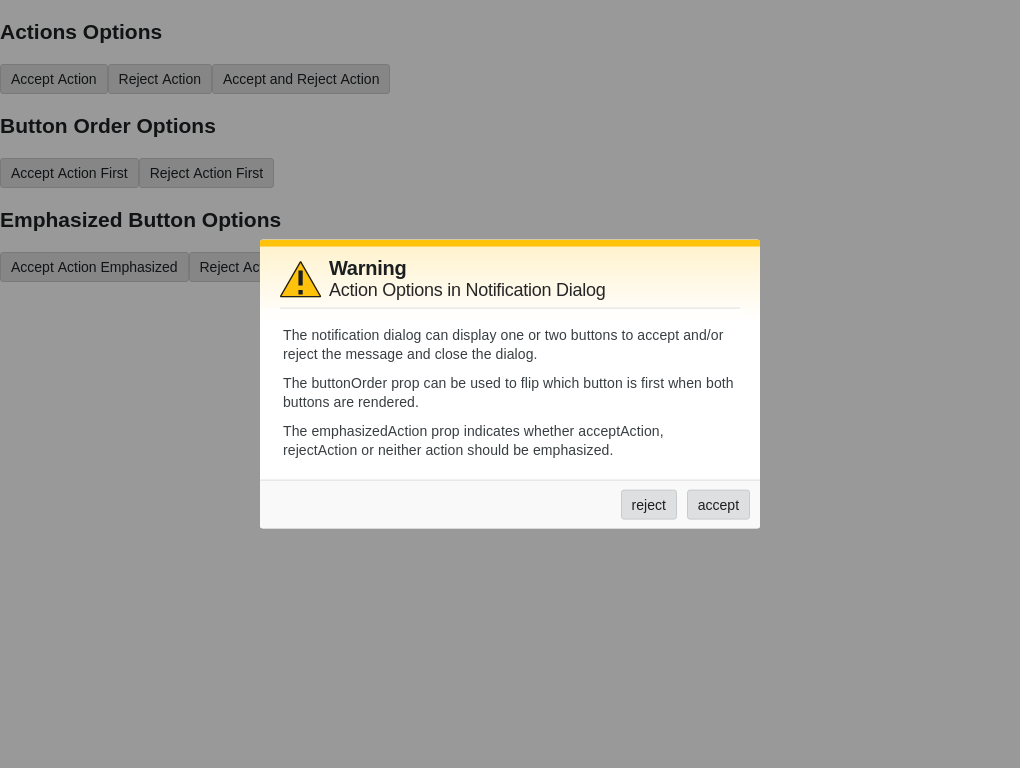 Actions Options
Accept Action Reject Action Accept and Reject Action
Button Order Options
Accept Action First Reject Action First
Emphasized Button Options
Accept Action Emphasized Reject
Warning
Action Options in Notification Dialog
The notification dialog can display one or two buttons to accept and/or
reject the message and close the dialog.
The buttonOrder prop can be used to flip which button is first when both
buttons are rendered.
The emphasizedAction prop indicates whether acceptAction,
rejectAction or neither action should be emphasized.
reject accept